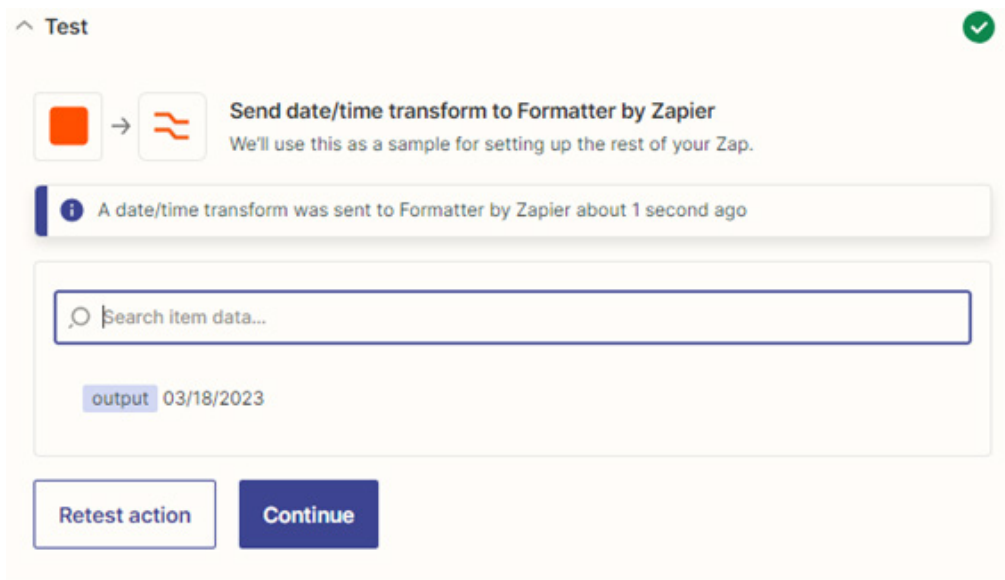 Test
Send date/time transform to Formatter by Zapier
We'll use this as a sample for setting up the rest of your Zap.
A date/time transform was sent to Formatter by Zapier about 1 second ago
Search item data...
output 03/18/2023
Retest action Continue